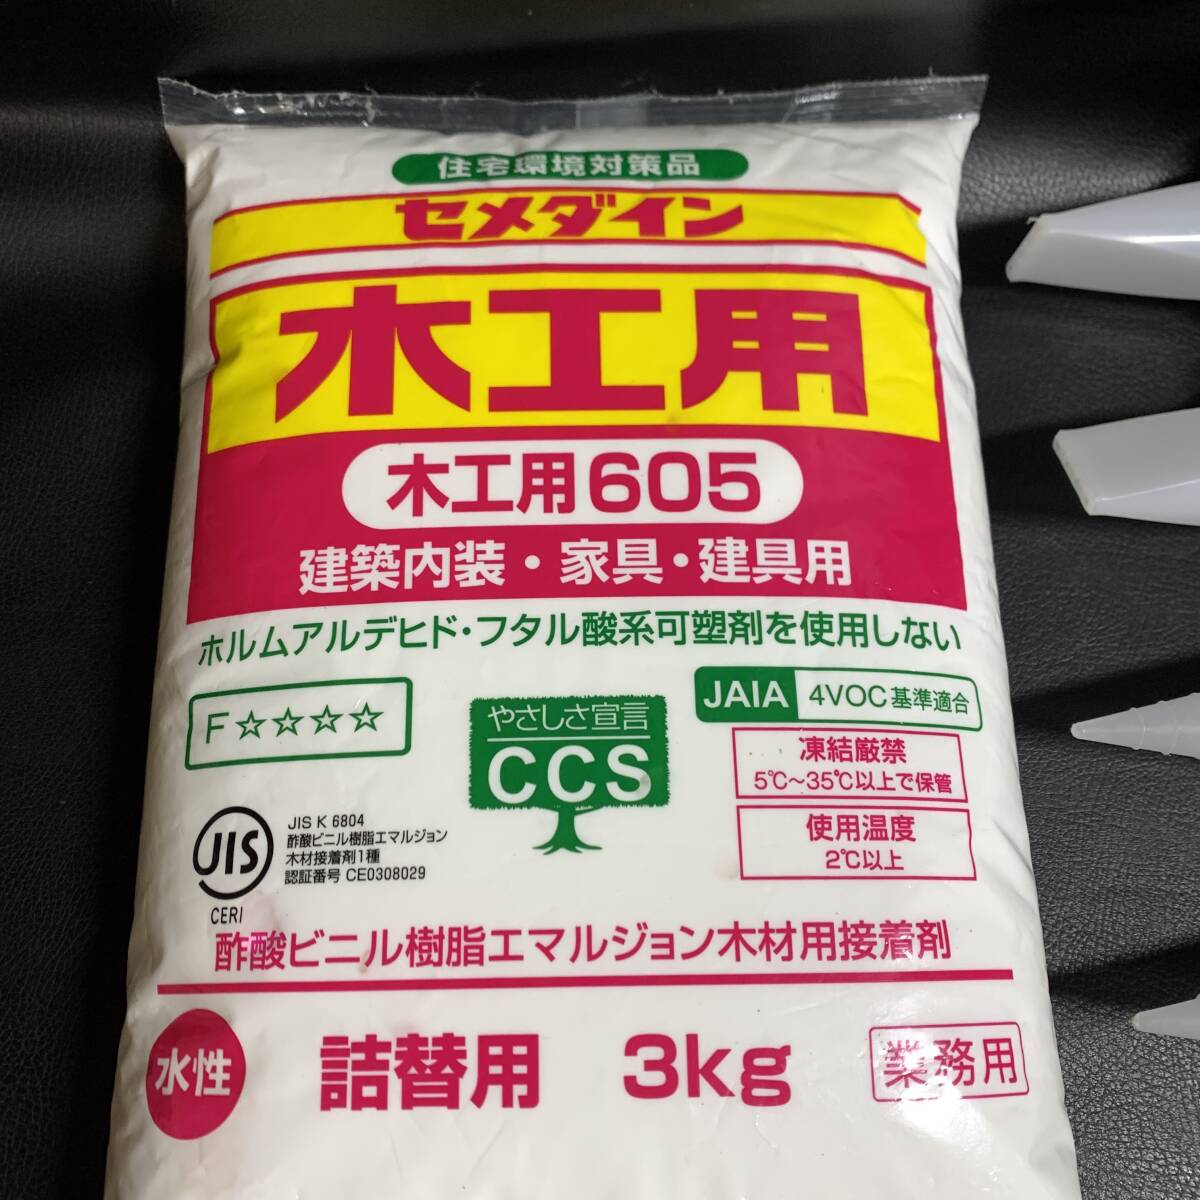 住宅環境対策品
セメダイン
木工用
木工用605
建築内装・家具・建具用
ホルムアルデヒド・フタル酸系可塑剤を使用しない
F☆☆☆☆
やさしさ宣言
CCS
JAIA 4VOC基準適合
凍結厳禁
5℃〜35℃以上で保管
使用温度
2℃以上
JIS
CERI
JIS K 6804
酢酸ビニル樹脂エマルジョン
木材接着剤1種
認証番号 CE0308029
酢酸ビニル樹脂エマルジョン木材用接着剤
水性 詰替用 3kg 業務用